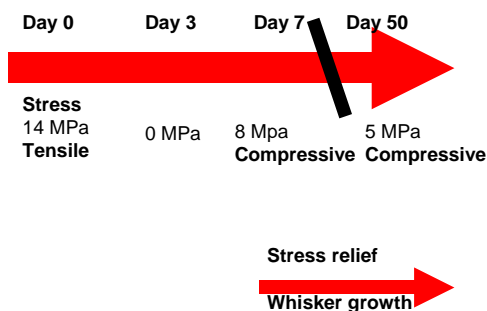 Day 0 Day 3 Day 7 Day 50
Stress
14 MPa 0 MPa 8 Mpa 5 MPa
Tensile Compressive Compressive
Stress relief
Whisker growth